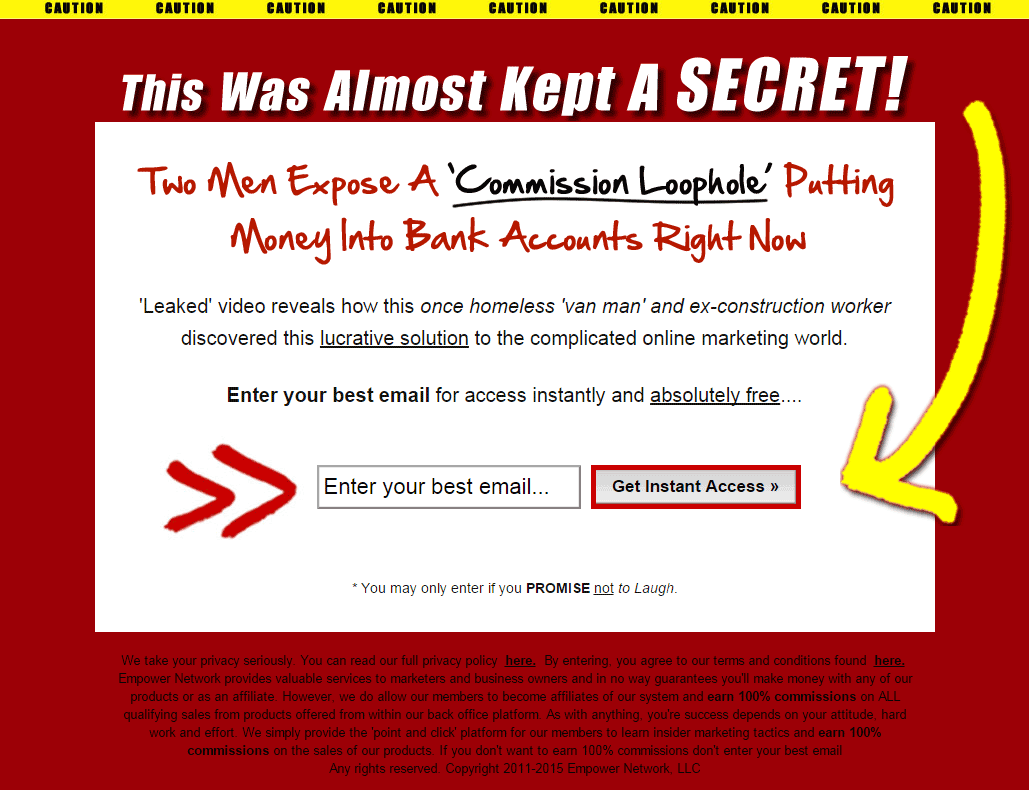 CAUTION CAUTION CAUTION CAUTION CAUTION CAUTION CAUTION CAUTION CAUTION
This Was Almost Kept A SECRET!
Two Men Expose A 'Commission Loophole' Putting
Money Into Bank Accounts Right Now
'Leaked' video reveals how this once homeless 'van man' and ex-construction worker
discovered this lucrative solution to the complicated online marketing world.
Enter your best email for access instantly and absolutely free....
Enter your best email... Get Instant Access »
* You may only enter if you PROMISE not to Laugh.
We take your privacy seriously. You can read our full privacy policy here. By entering, you agree to our terms and conditions found here.
Empower Network provides valuable services to marketers and business owners and in no way guarantees you'll make money with any of our
products or as an affiliate. However, we do allow our members to become affiliates of our system and earn 100% commissions on ALL
qualifying sales from products offered from within our back office platform. As with anything, you're success depends on your attitude, hard
work and effort. We simply provide the 'point and click' platform for our members to learn insider marketing tactics and earn 100%
commissions on the sales of our products. If you don't want to earn 100% commissions don't enter your best email.
Any rights reserved. Copyright 2011-2015 Empower Network, LLC